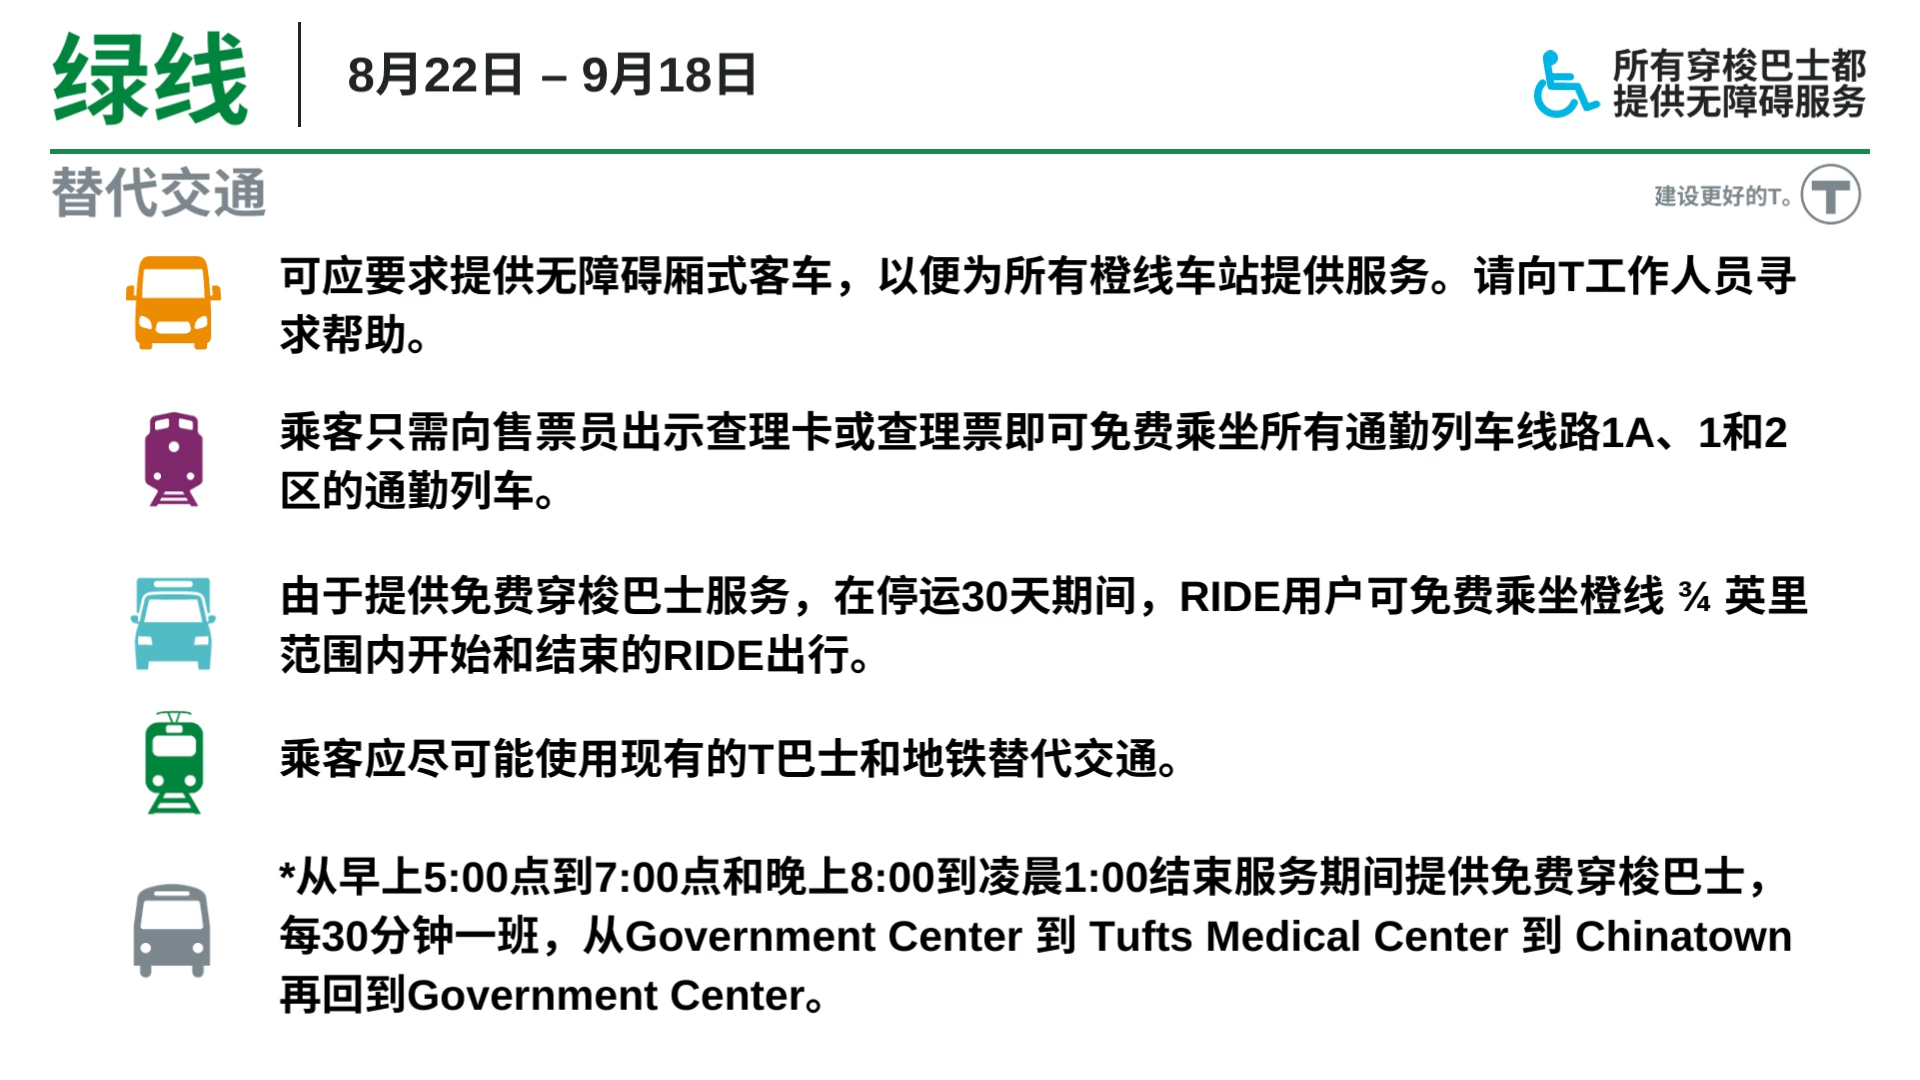 绿线
8月22日 – 9月18日
所有穿梭巴士都
提供无障碍服务
替代交通
建设更好的T。
T
可应要求提供无障碍厢式客车，以便为所有橙线车站提供服务。请向T工作人员寻
求帮助。
乘客只需向售票员出示查理卡或查理票即可免费乘坐所有通勤列车线路1A、1和2
区的通勤列车。
由于提供免费穿梭巴士服务，在停运30天期间，RIDE用户可免费乘坐橙线 ¾ 英里
范围内开始和结束的RIDE出行。
乘客应尽可能使用现有的T巴士和地铁替代交通。
*从早上5:00点到7:00点和晚上8:00到凌晨1:00结束服务期间提供免费穿梭巴士，
每30分钟一班，从Government Center 到 Tufts Medical Center 到 Chinatown
再回到Government Center。